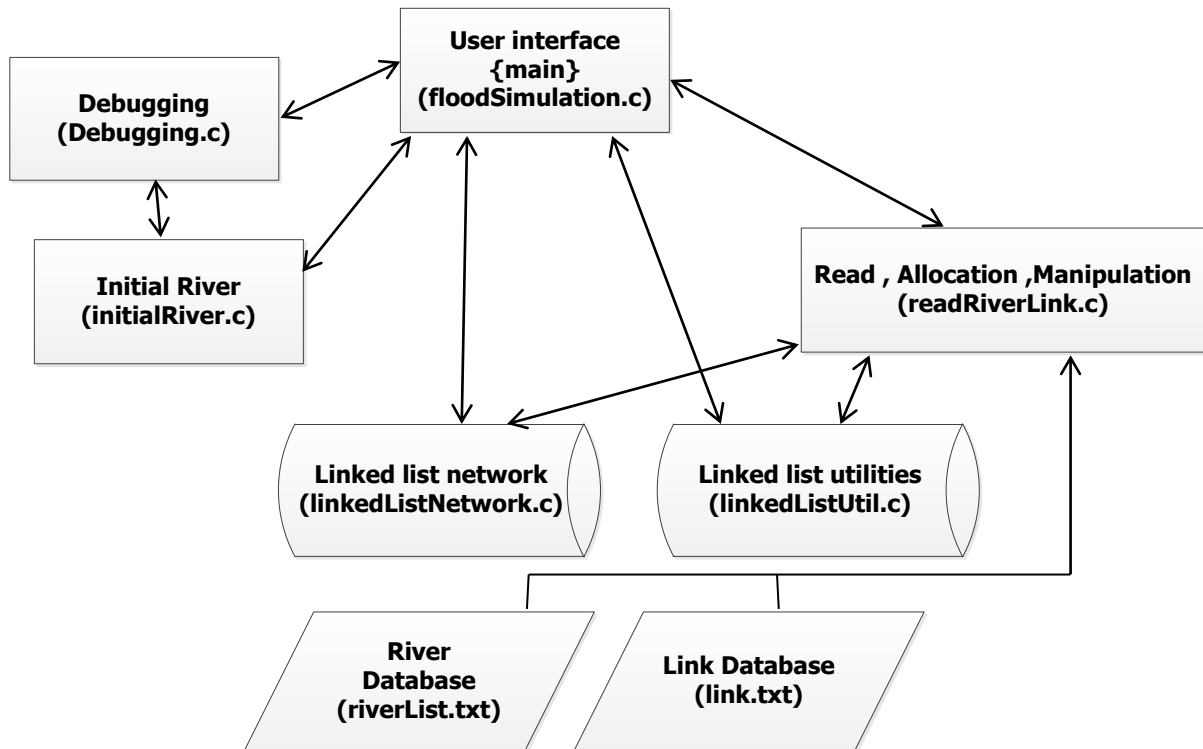 User interface
{main}
(floodSimulation.c)
Debugging
(Debugging.c)
Initial River
(initialRiver.c)
Read , Allocation ,Manipulation
(readRiverLink.c)
Linked list network
(linkedListNetwork.c)
Linked list utilities
(linkedListUtil.c)
River
Database
(riverList.txt)
Link Database
(link.txt)